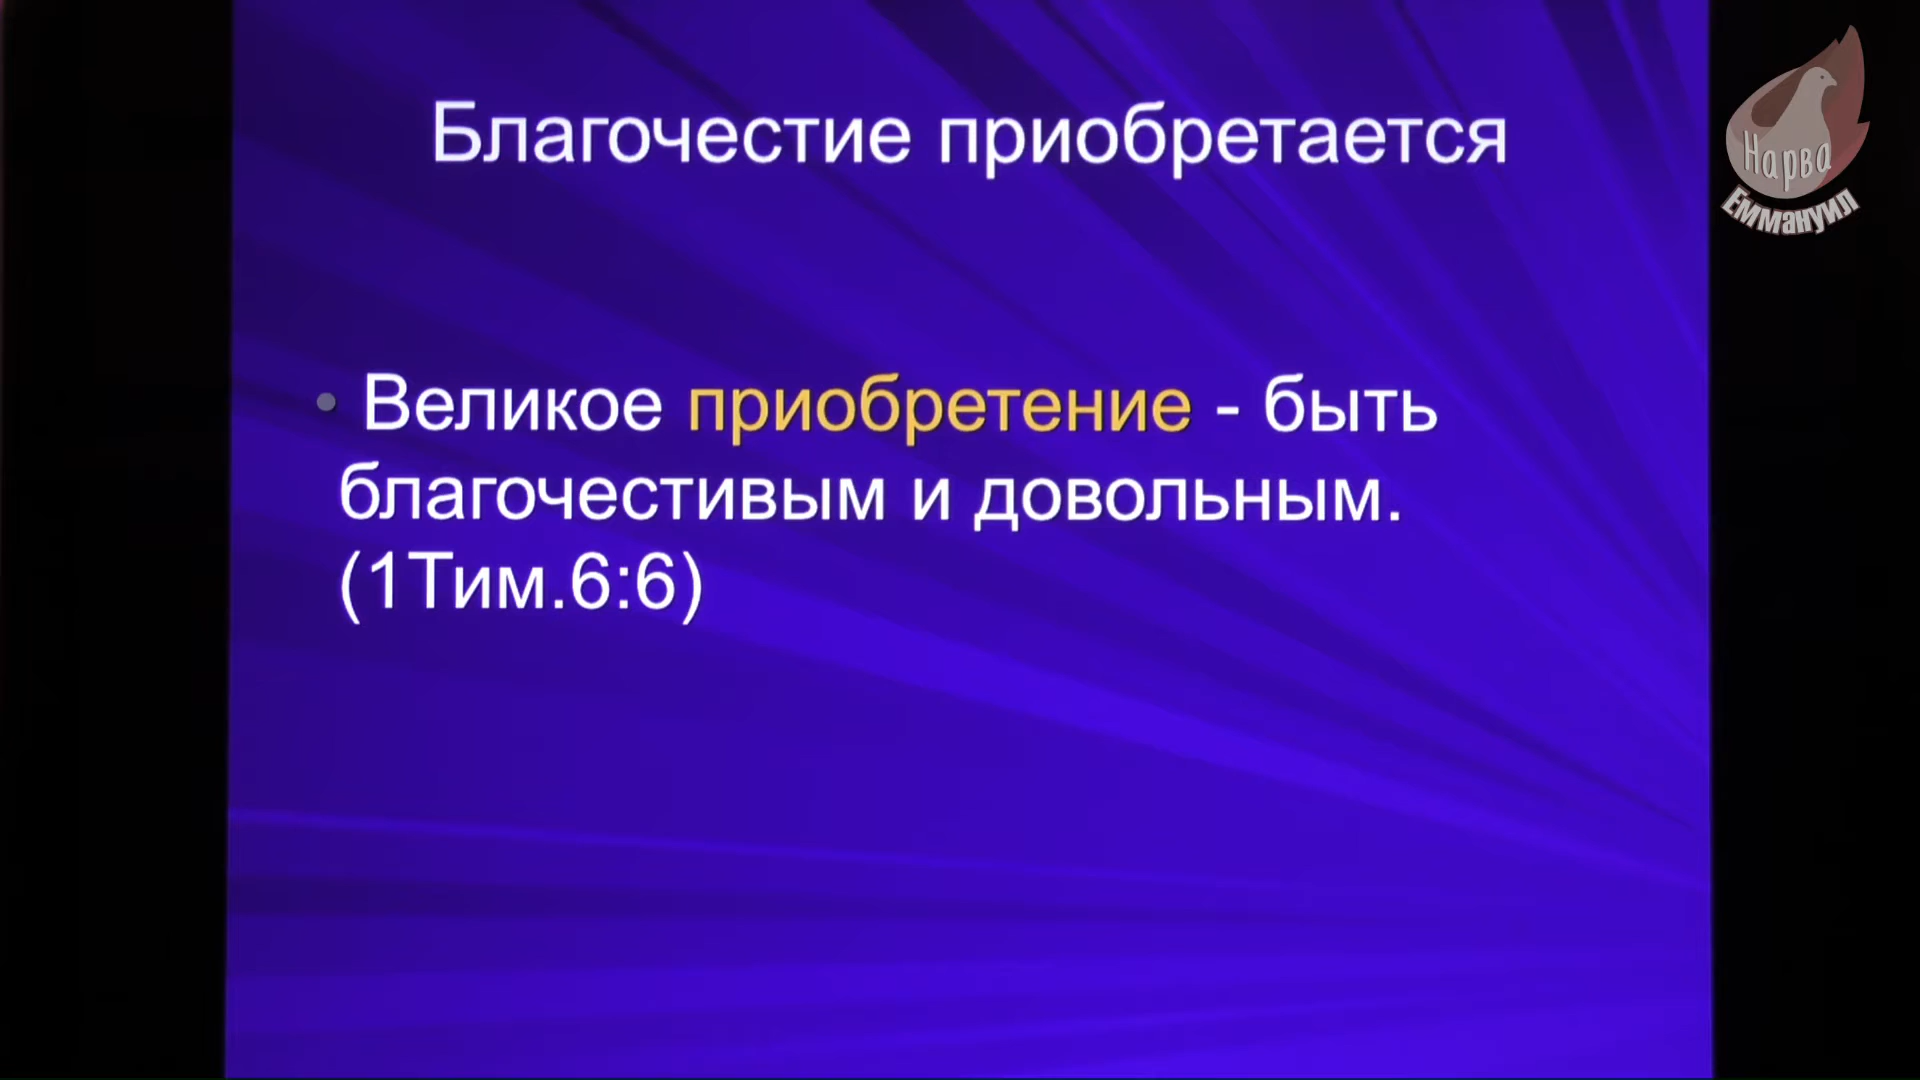 Благочестие приобретается
• Великое приобретение - быть
благочестивым и довольным.
(1Тим.6:6)
Нарва
Еммануил